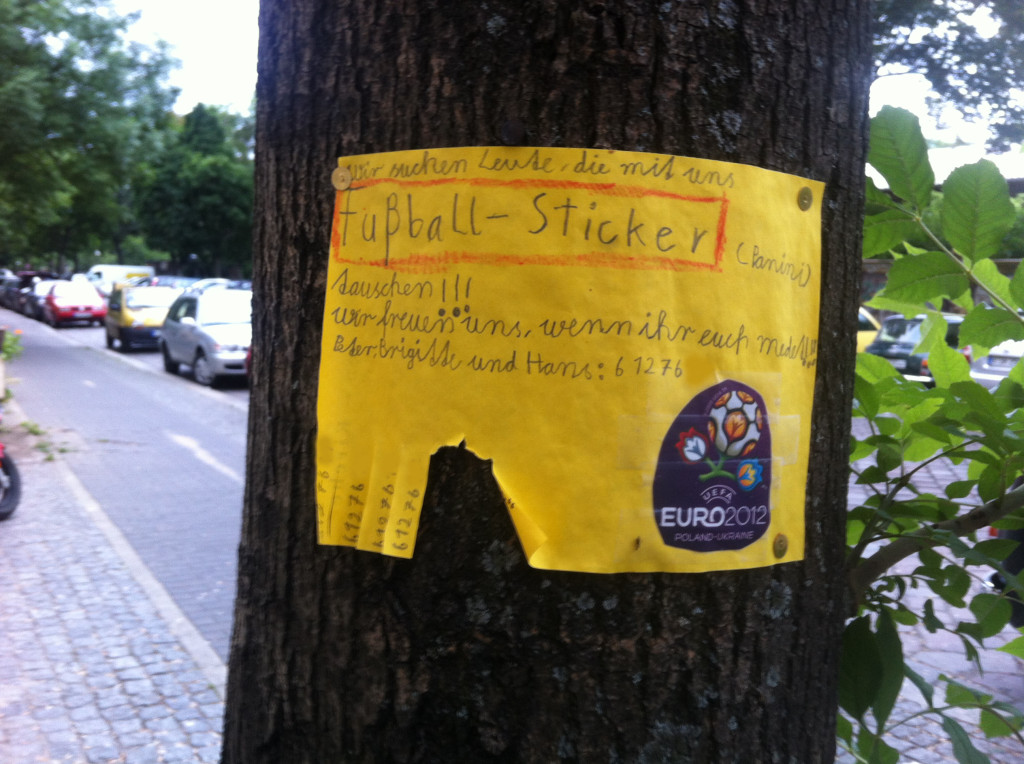 wir suchen Leute, die mit uns
Fußball-Sticker
(Panini)
tauschen!!!
wir freuen uns, wenn ihr euch meldet!!!
Peter, Brigitte und Hans: 61276
61276
61276
61276
61276
UEFA
EURO2012
POLAND-UKRAINE